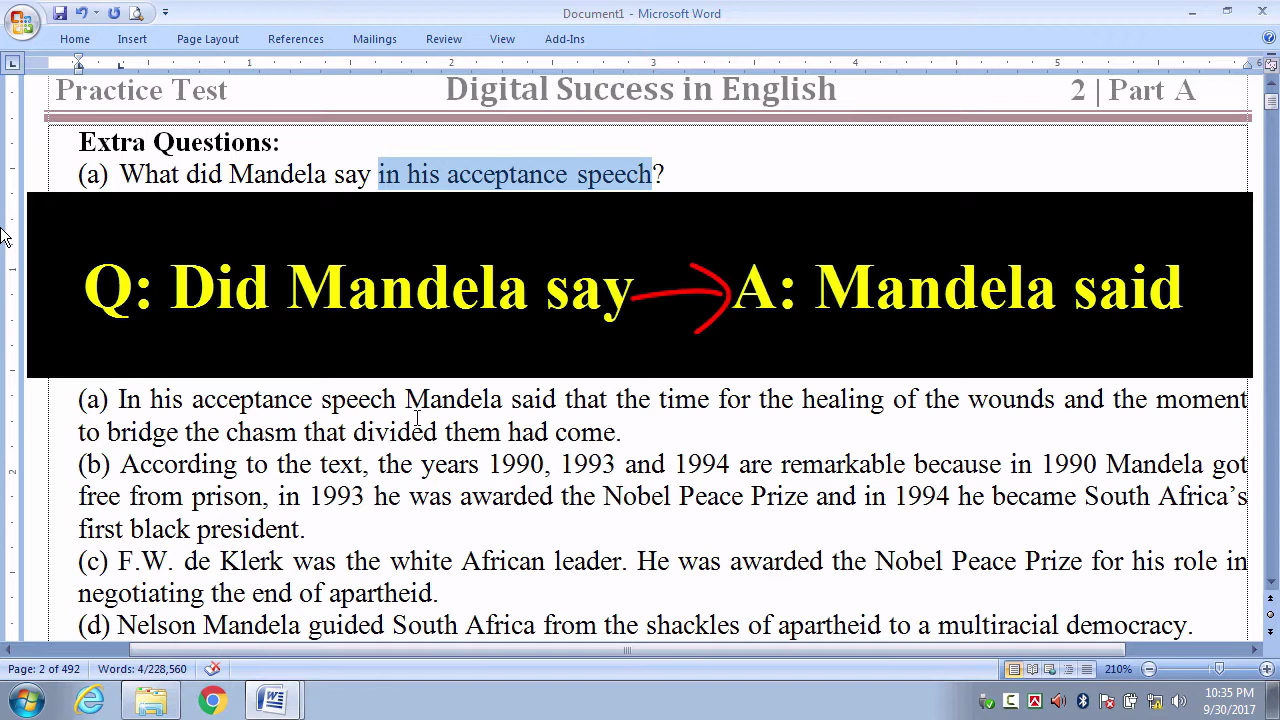 Document1 - Microsoft Word
Home Insert Page Layout References Mailings Review View Add-Ins
1 2 3 4 5 6
Practice Test Digital Success in English 2 | Part A
Extra Questions:
(a) What did Mandela say in his acceptance speech?
Q: Did Mandela say A: Mandela said
(a) In his acceptance speech Mandela said that the time for the healing of the wounds and the moment
to bridge the chasm that divided them had come.
(b) According to the text, the years 1990, 1993 and 1994 are remarkable because in 1990 Mandela got
free from prison, in 1993 he was awarded the Nobel Peace Prize and in 1994 he became South Africa’s
first black president.
(c) F.W. de Klerk was the white African leader. He was awarded the Nobel Peace Prize for his role in
negotiating the end of apartheid.
(d) Nelson Mandela guided South Africa from the shackles of apartheid to a multiracial democracy.
1
2
Page: 2 of 492 Words: 4/228,560 210%
10:35 PM
9/30/2017